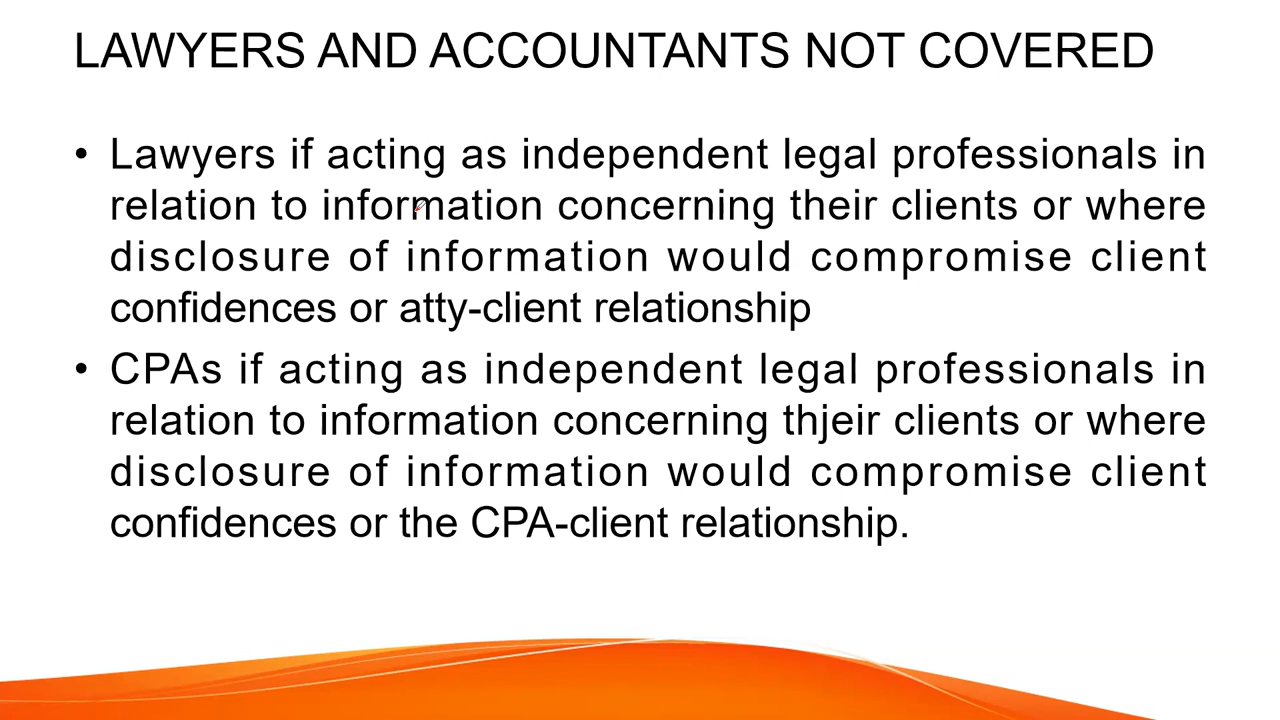 LAWYERS AND ACCOUNTANTS NOT COVERED
• Lawyers if acting as independent legal professionals in
relation to information concerning their clients or where
disclosure of information would compromise client
confidences or atty-client relationship
• CPAs if acting as independent legal professionals in
relation to information concerning thjeir clients or where
disclosure of information would compromise client
confidences or the CPA-client relationship.